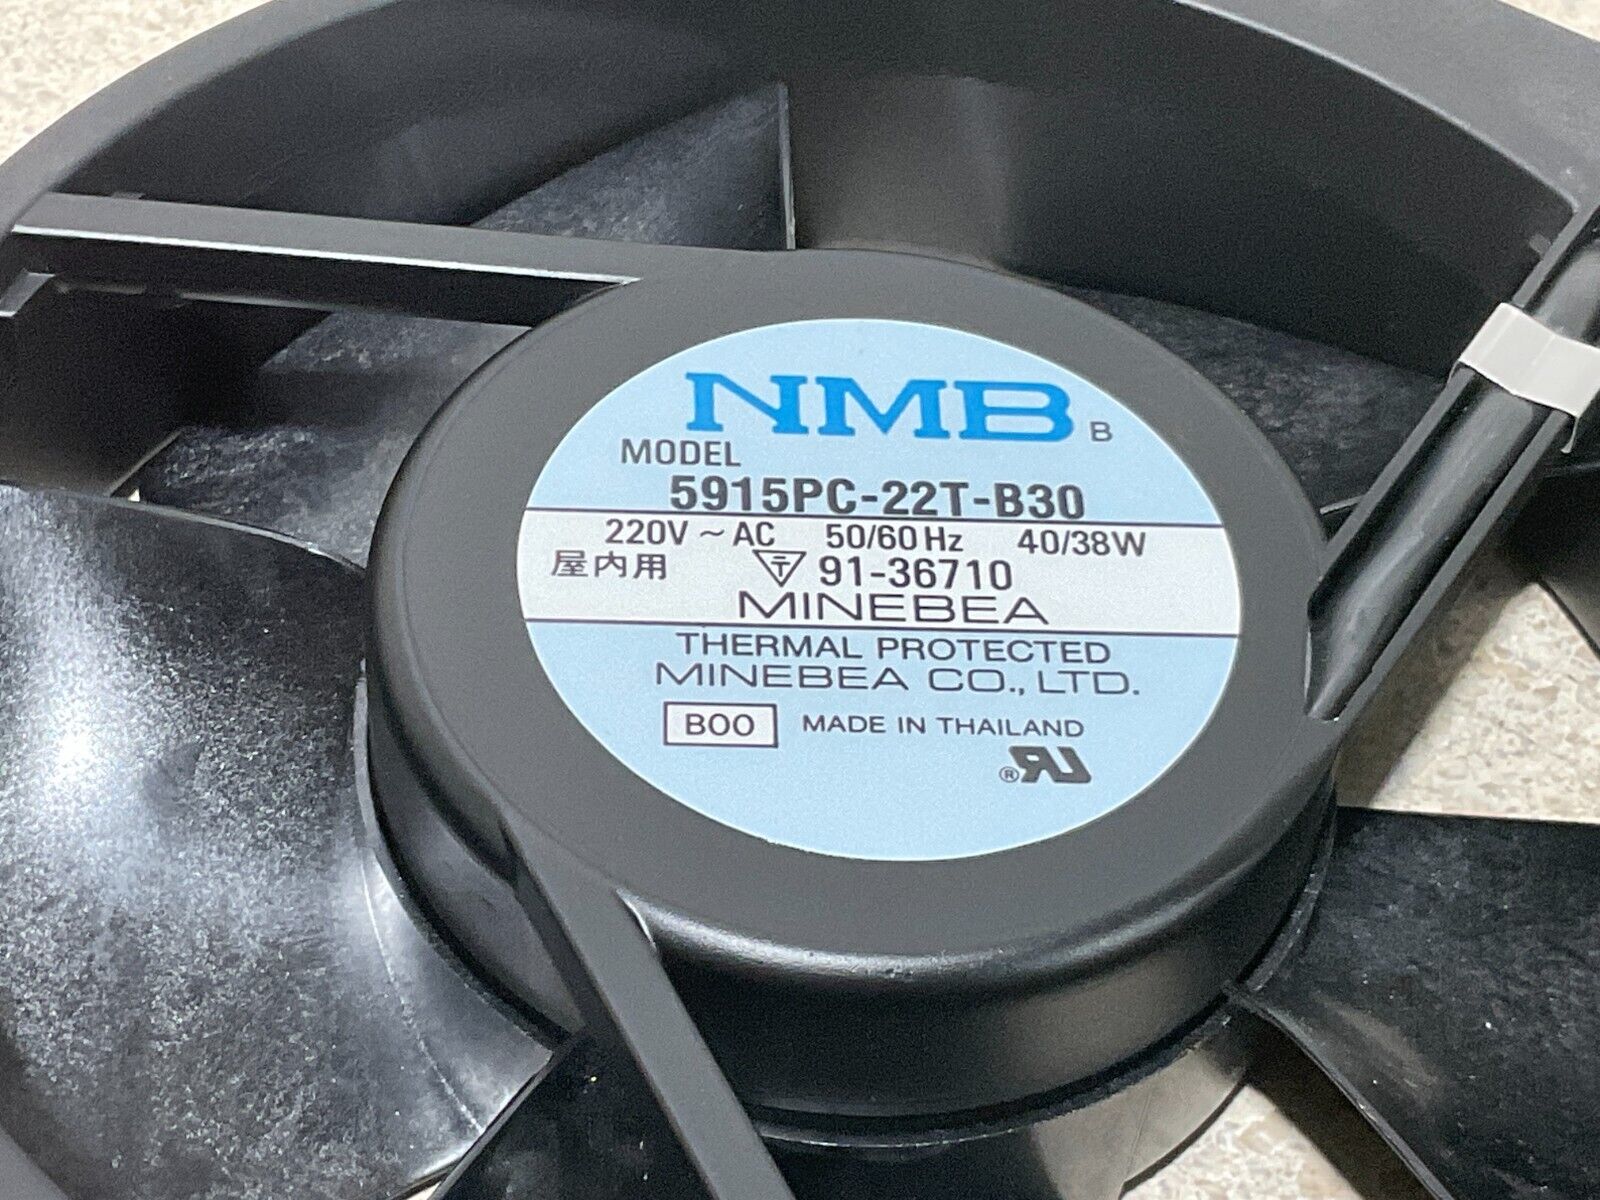 NMB B
MODEL
5915PC-22T-B30
220V ~ AC 50/60 Hz 40/38W
屋内用 〒 91-36710
MINEBEA
THERMAL PROTECTED
MINEBEA CO., LTD.
B00 MADE IN THAILAND
®RU